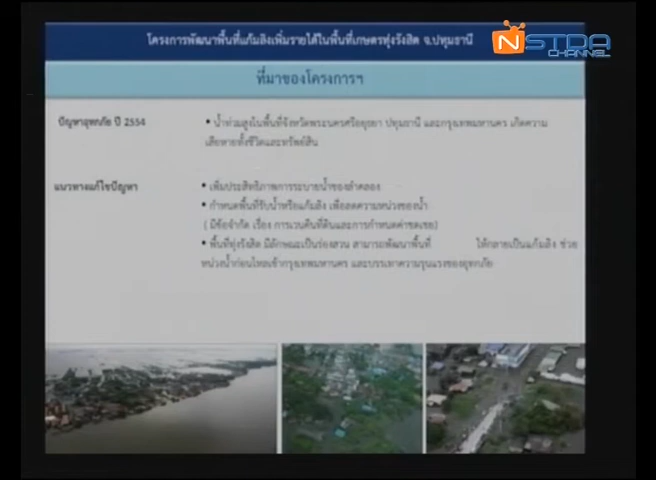 โครงการพัฒนาพื้นที่แก้มลิงเพิ่มรายได้ในพื้นที่เกษตรทุ่งรังสิต จ.ปทุมธานี
NSTDA
CHANNEL
ที่มาของโครงการฯ
ปัญหาอุทกภัย ปี 2554
• น้ำท่วมสูงในพื้นที่จังหวัดพระนครศรีอยุธยา ปทุมธานี และกรุงเทพมหานคร เกิดความ
เสียหายทั้งชีวิตและทรัพย์สิน
แนวทางแก้ไขปัญหา
• เพิ่มประสิทธิภาพการระบายน้ำของลำคลอง
• กำหนดพื้นที่รับน้ำหรือแก้มลิง เพื่อลดความหน่วงของน้ำ
( มีข้อจำกัด เรื่อง การเวนคืนที่ดินและการกำหนดค่าชดเชย)
• พื้นที่ทุ่งรังสิต มีลักษณะเป็นร่องสวน สามารถพัฒนาพื้นที่ ให้กลายเป็นแก้มลิง ช่วย
หน่วงน้ำก่อนไหลเข้ากรุงเทพมหานคร และบรรเทาความรุนแรงของอุทกภัย